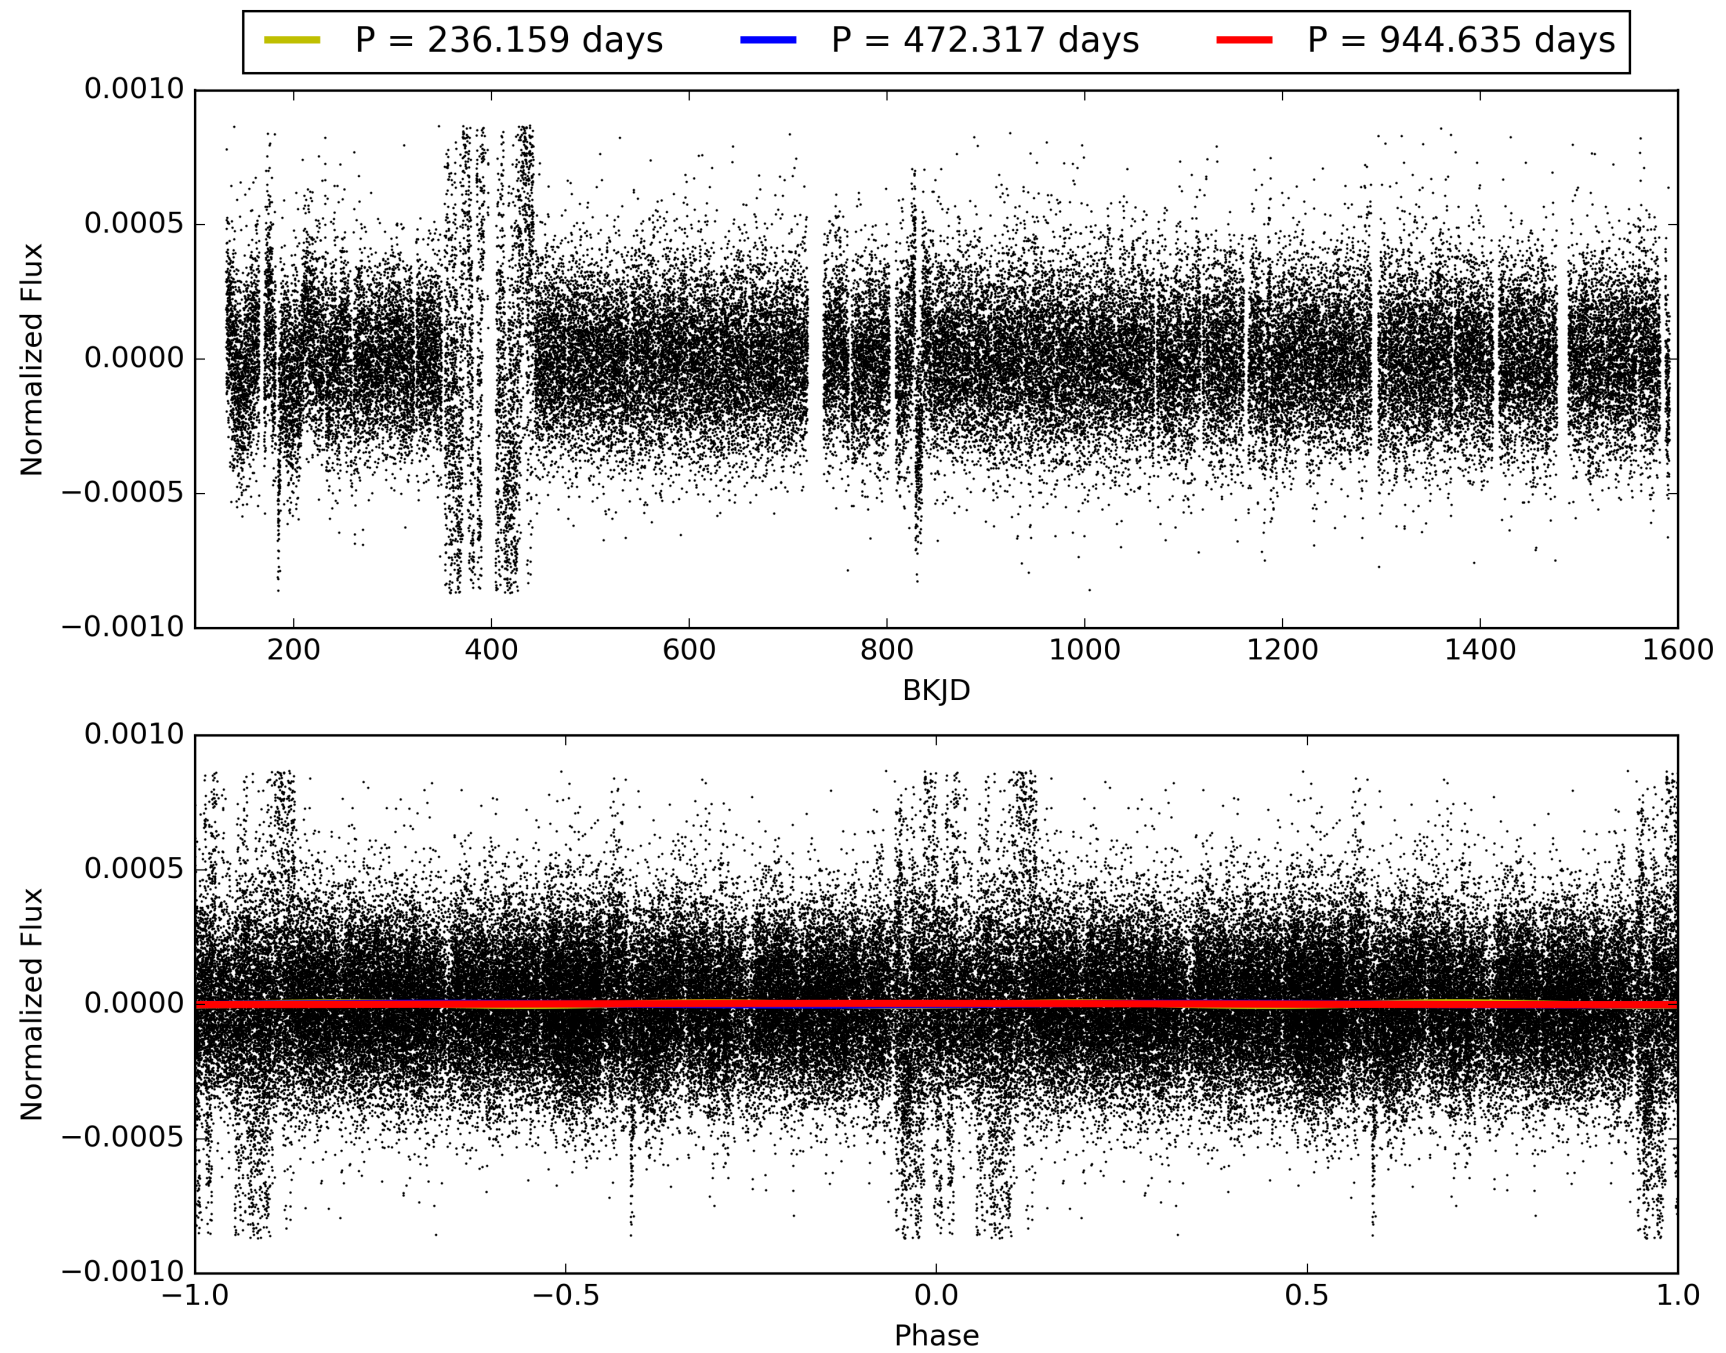 P = 236.159 days P = 472.317 days P = 944.635 days
0.0010
0.0005
0.0000
−0.0005
−0.0010
Normalized Flux
200 400 600 800 1000 1200 1400 1600
BKJD
0.0010
0.0005
0.0000
−0.0005
−0.0010
Normalized Flux
−1.0 −0.5 0.0 0.5 1.0
Phase